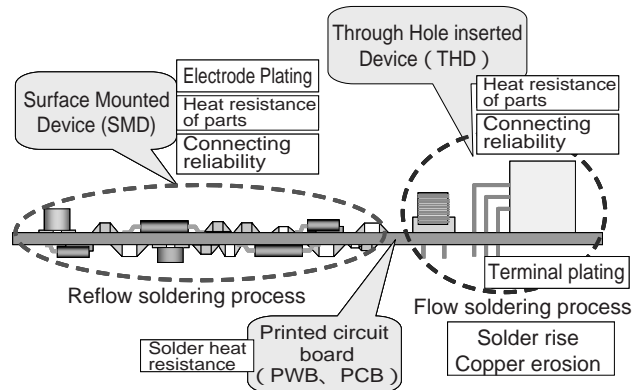 Surface Mounted
Device (SMD)
Electrode Plating
Heat resistance
of parts
Connecting
reliability
Through Hole inserted
Device（THD）
Heat resistance
of parts
Connecting
reliability
Terminal plating
Reflow soldering process
Flow soldering process
Solder heat
resistance
Printed circuit
board
（PWB、PCB）
Solder rise
Copper erosion